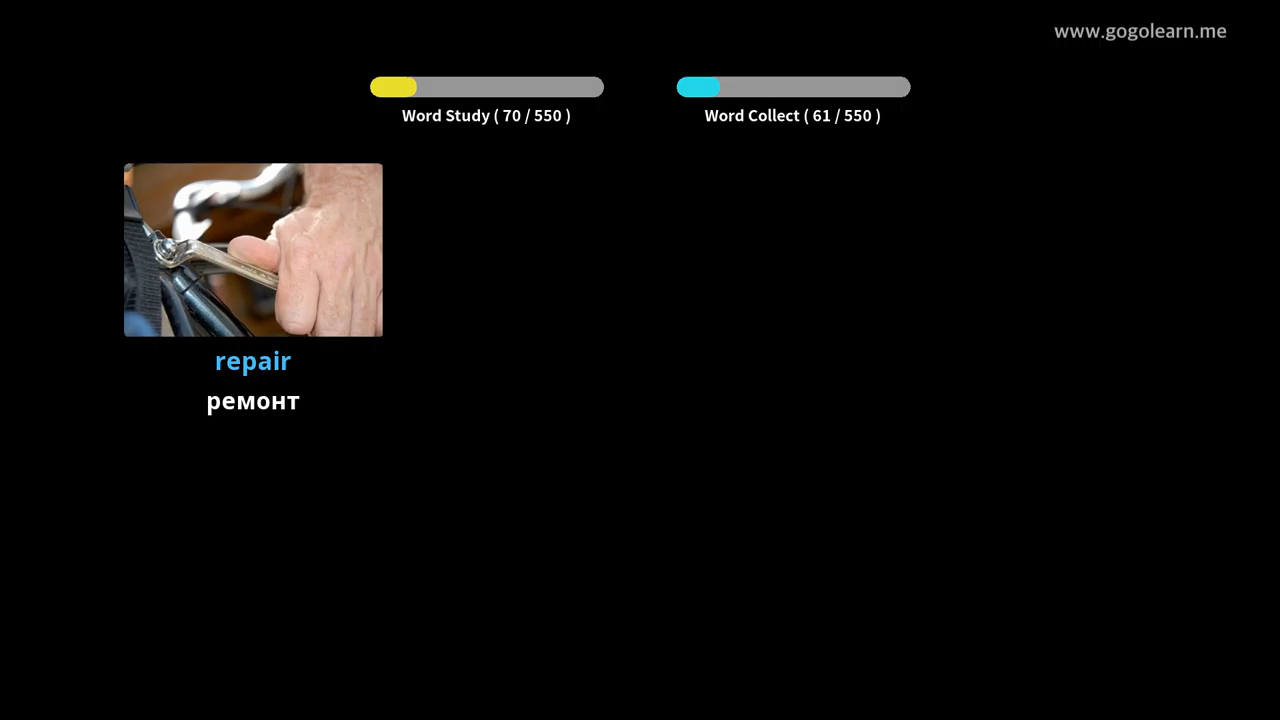 www.gogolearn.me
Word Study ( 70 / 550 )
Word Collect ( 61 / 550 )
repair
ремонт